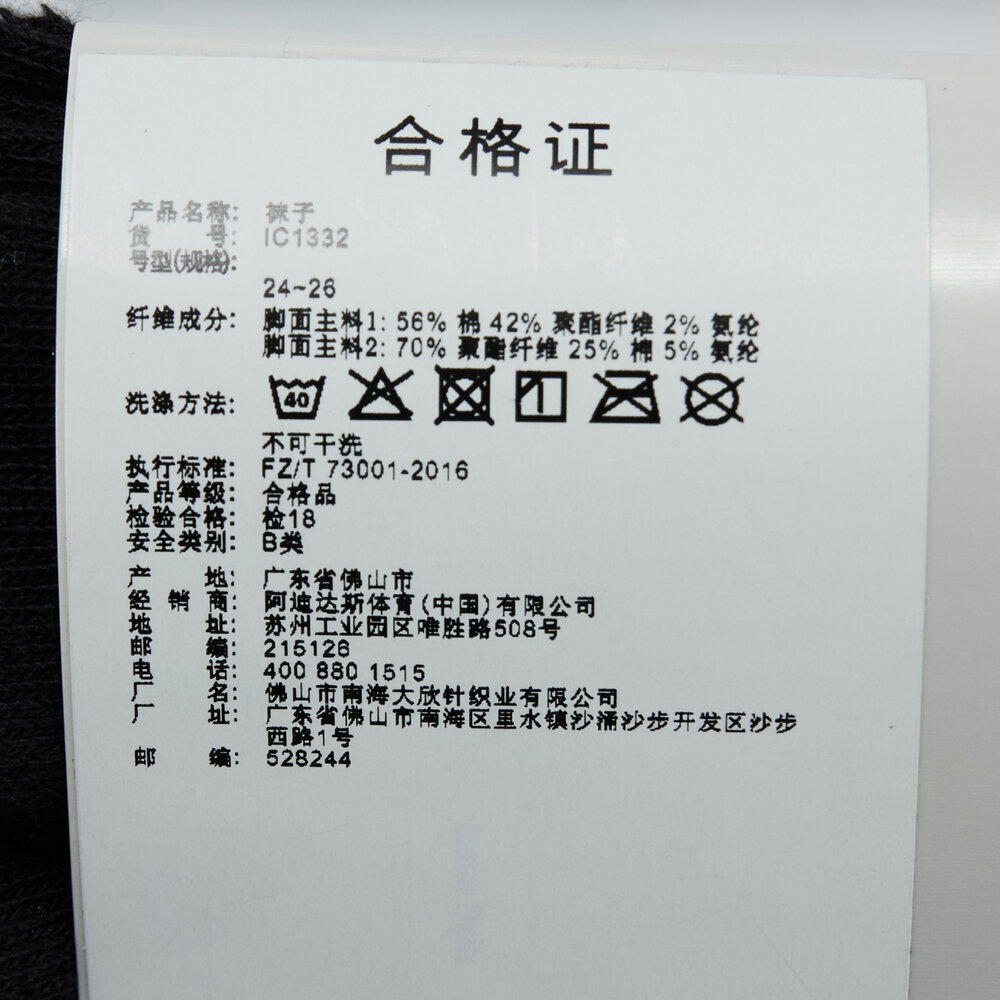 合格证
产品名称: 袜子
货 号: IC1332
号型(规格):
24~26
纤维成分: 脚面主料1: 56% 棉 42% 聚酯纤维 2% 氨纶
脚面主料2: 70% 聚酯纤维 25% 棉 5% 氨纶
洗涤方法: 40
不可干洗
执行标准: FZ/T 73001-2016
产品等级: 合格品
检验合格: 检18
安全类别: B类
产 地: 广东省佛山市
经 销 商: 阿迪达斯体育(中国)有限公司
地 址: 苏州工业园区唯胜路508号
邮 编: 215126
电 话: 400 880 1515
厂 名: 佛山市南海大欣针织业有限公司
厂 址: 广东省佛山市南海区里水镇沙涌沙步开发区沙步
西路1号
邮 编: 528244